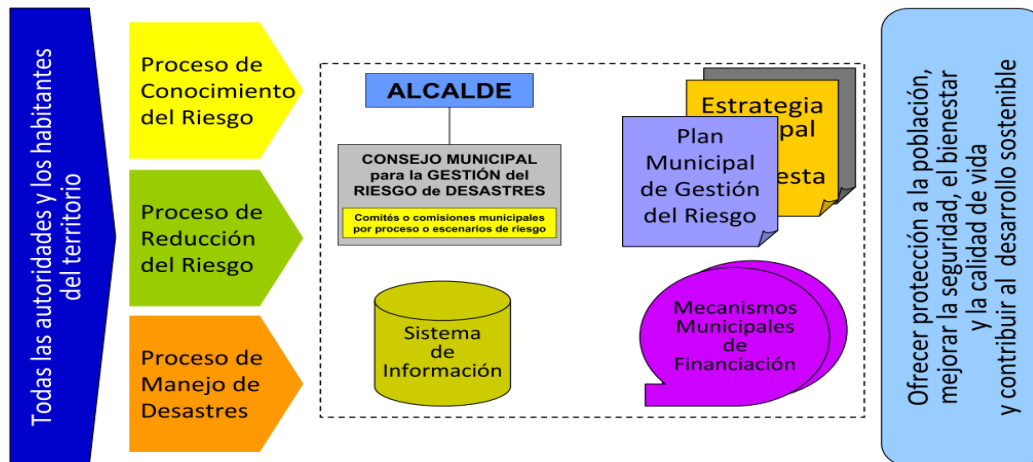 Todas las autoridades y los habitantes
del territorio
Proceso de
Conocimiento
del Riesgo
Proceso de
Reducción
del Riesgo
Proceso de
Manejo de
Desastres
ALCALDE
CONSEJO MUNICIPAL
para la GESTIÓN del
RIESGO de DESASTRES
Comités o comisiones municipales
por proceso o escenarios de riesgo
Estrategia
Plan
Municipal
de Gestión
del Riesgo
Sistema
de
Información
Mecanismos
Municipales
de
Financiación
Ofrecer protección a la población,
mejorar la seguridad, el bienestar
y la calidad de vida
y contribuir al desarrollo sostenible